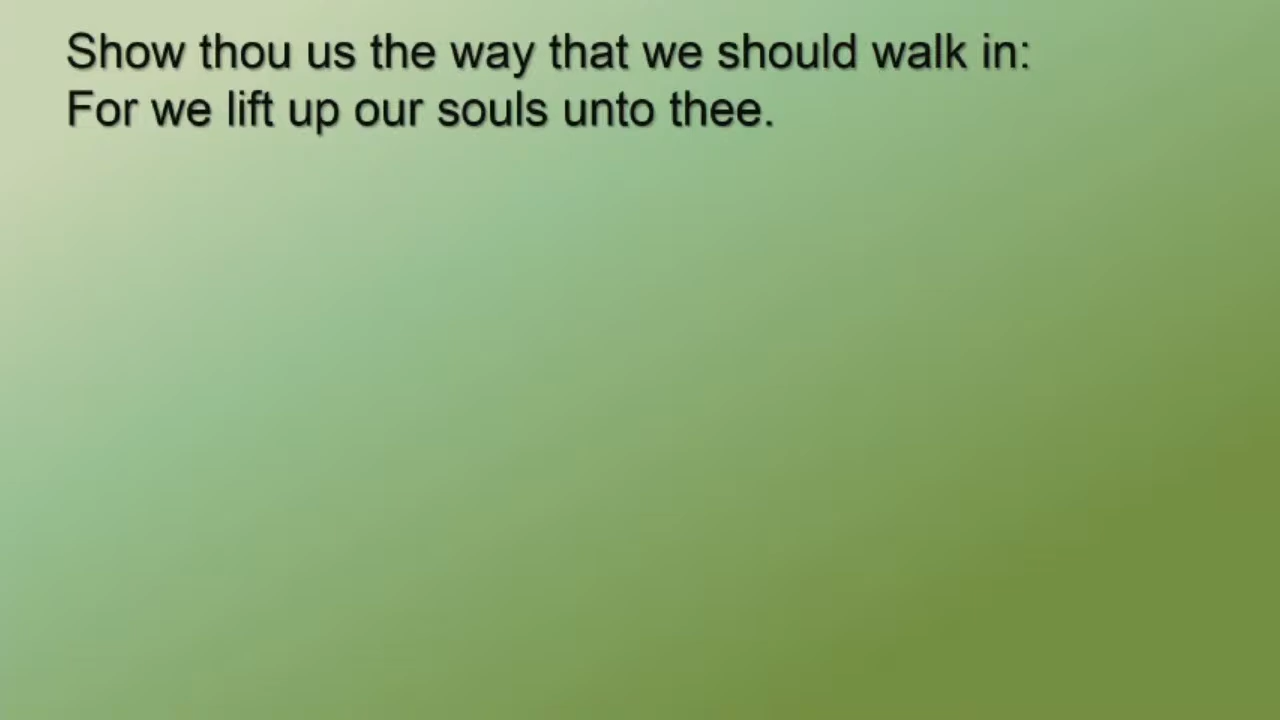 Show thou us the way that we should walk in:
For we lift up our souls unto thee.